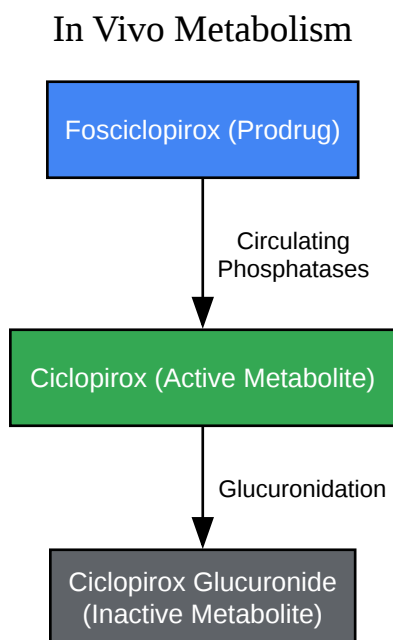 In Vivo Metabolism
Fosciclopirox (Prodrug)
Circulating
Phosphatases
Ciclopirox (Active Metabolite)
Glucuronidation
Ciclopirox Glucuronide
(Inactive Metabolite)